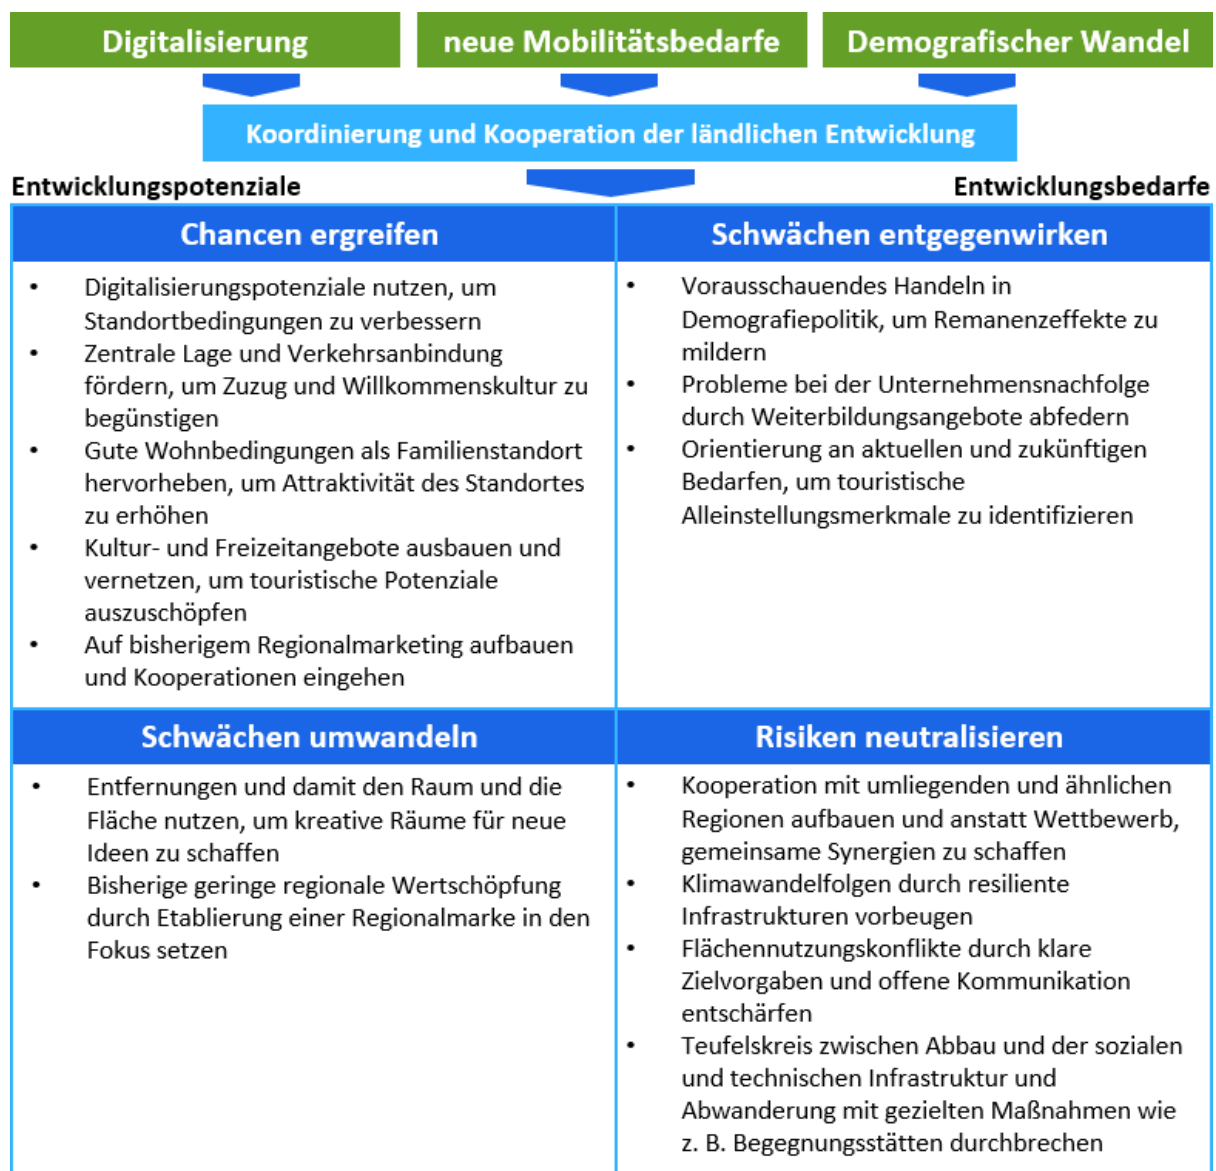 Digitalisierung
neue Mobilitätsbedarfe
Demografischer Wandel
Koordinierung und Kooperation der ländlichen Entwicklung
Entwicklungspotenziale
Entwicklungsbedarfe
Chancen ergreifen
• Digitalisierungspotenziale nutzen, um
Standortbedingungen zu verbessern
• Zentrale Lage und Verkehrsanbindung
fördern, um Zuzug und Willkommenskultur zu
begünstigen
• Gute Wohnbedingungen als Familienstandort
hervorheben, um Attraktivität des Standortes
zu erhöhen
• Kultur- und Freizeitangebote ausbauen und
vernetzen, um touristische Potenziale
auszuschöpfen
• Auf bisherigem Regionalmarketing aufbauen
und Kooperationen eingehen
Schwächen entgegenwirken
• Vorausschauendes Handeln in
Demografiepolitik, um Remanenzeffekte zu
mildern
• Probleme bei der Unternehmensnachfolge
durch Weiterbildungsangebote abfedern
• Orientierung an aktuellen und zukünftigen
Bedarfen, um touristische
Alleinstellungsmerkmale zu identifizieren
Schwächen umwandeln
• Entfernungen und damit den Raum und die
Fläche nutzen, um kreative Räume für neue
Ideen zu schaffen
• Bisherige geringe regionale Wertschöpfung
durch Etablierung einer Regionalmarke in den
Fokus setzen
Risiken neutralisieren
• Kooperation mit umliegenden und ähnlichen
Regionen aufbauen und anstatt Wettbewerb,
gemeinsame Synergien zu schaffen
• Klimawandelfolgen durch resiliente
Infrastrukturen vorbeugen
• Flächennutzungskonflikte durch klare
Zielvorgaben und offene Kommunikation
entschärfen
• Teufelskreis zwischen Abbau und der sozialen
und technischen Infrastruktur und
Abwanderung mit gezielten Maßnahmen wie
z. B. Begegnungsstätten durchbrechen